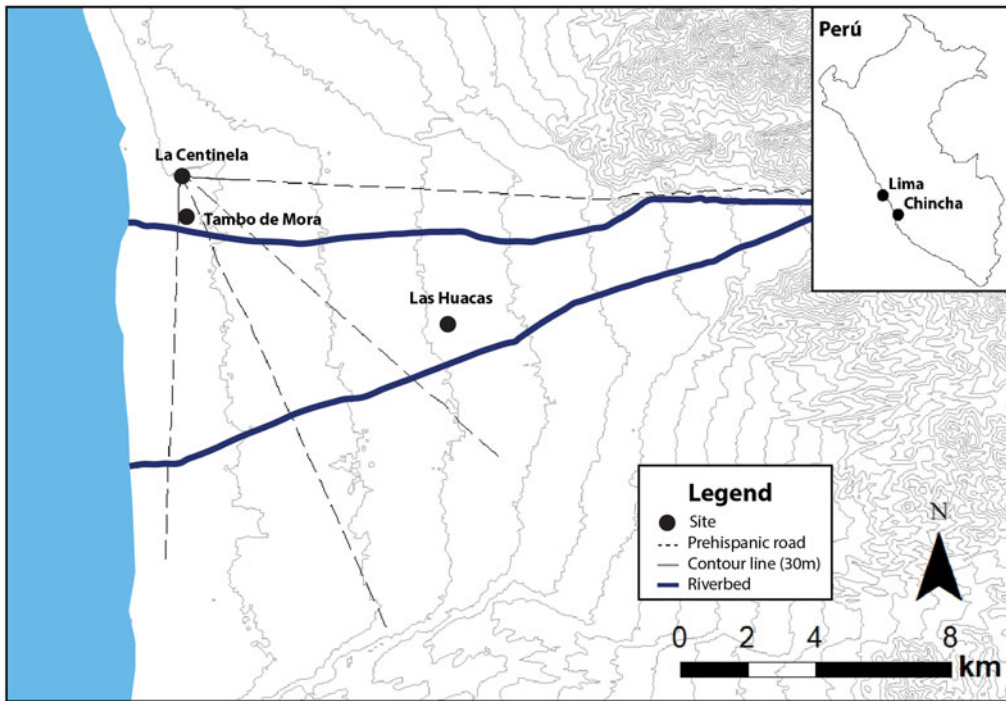 Perú
Lima
Chincha
La Centinela
Tambo de Mora
Las Huacas
Legend
Site
Prehispanic road
Contour line (30m)
Riverbed
N
0 2 4 8
km